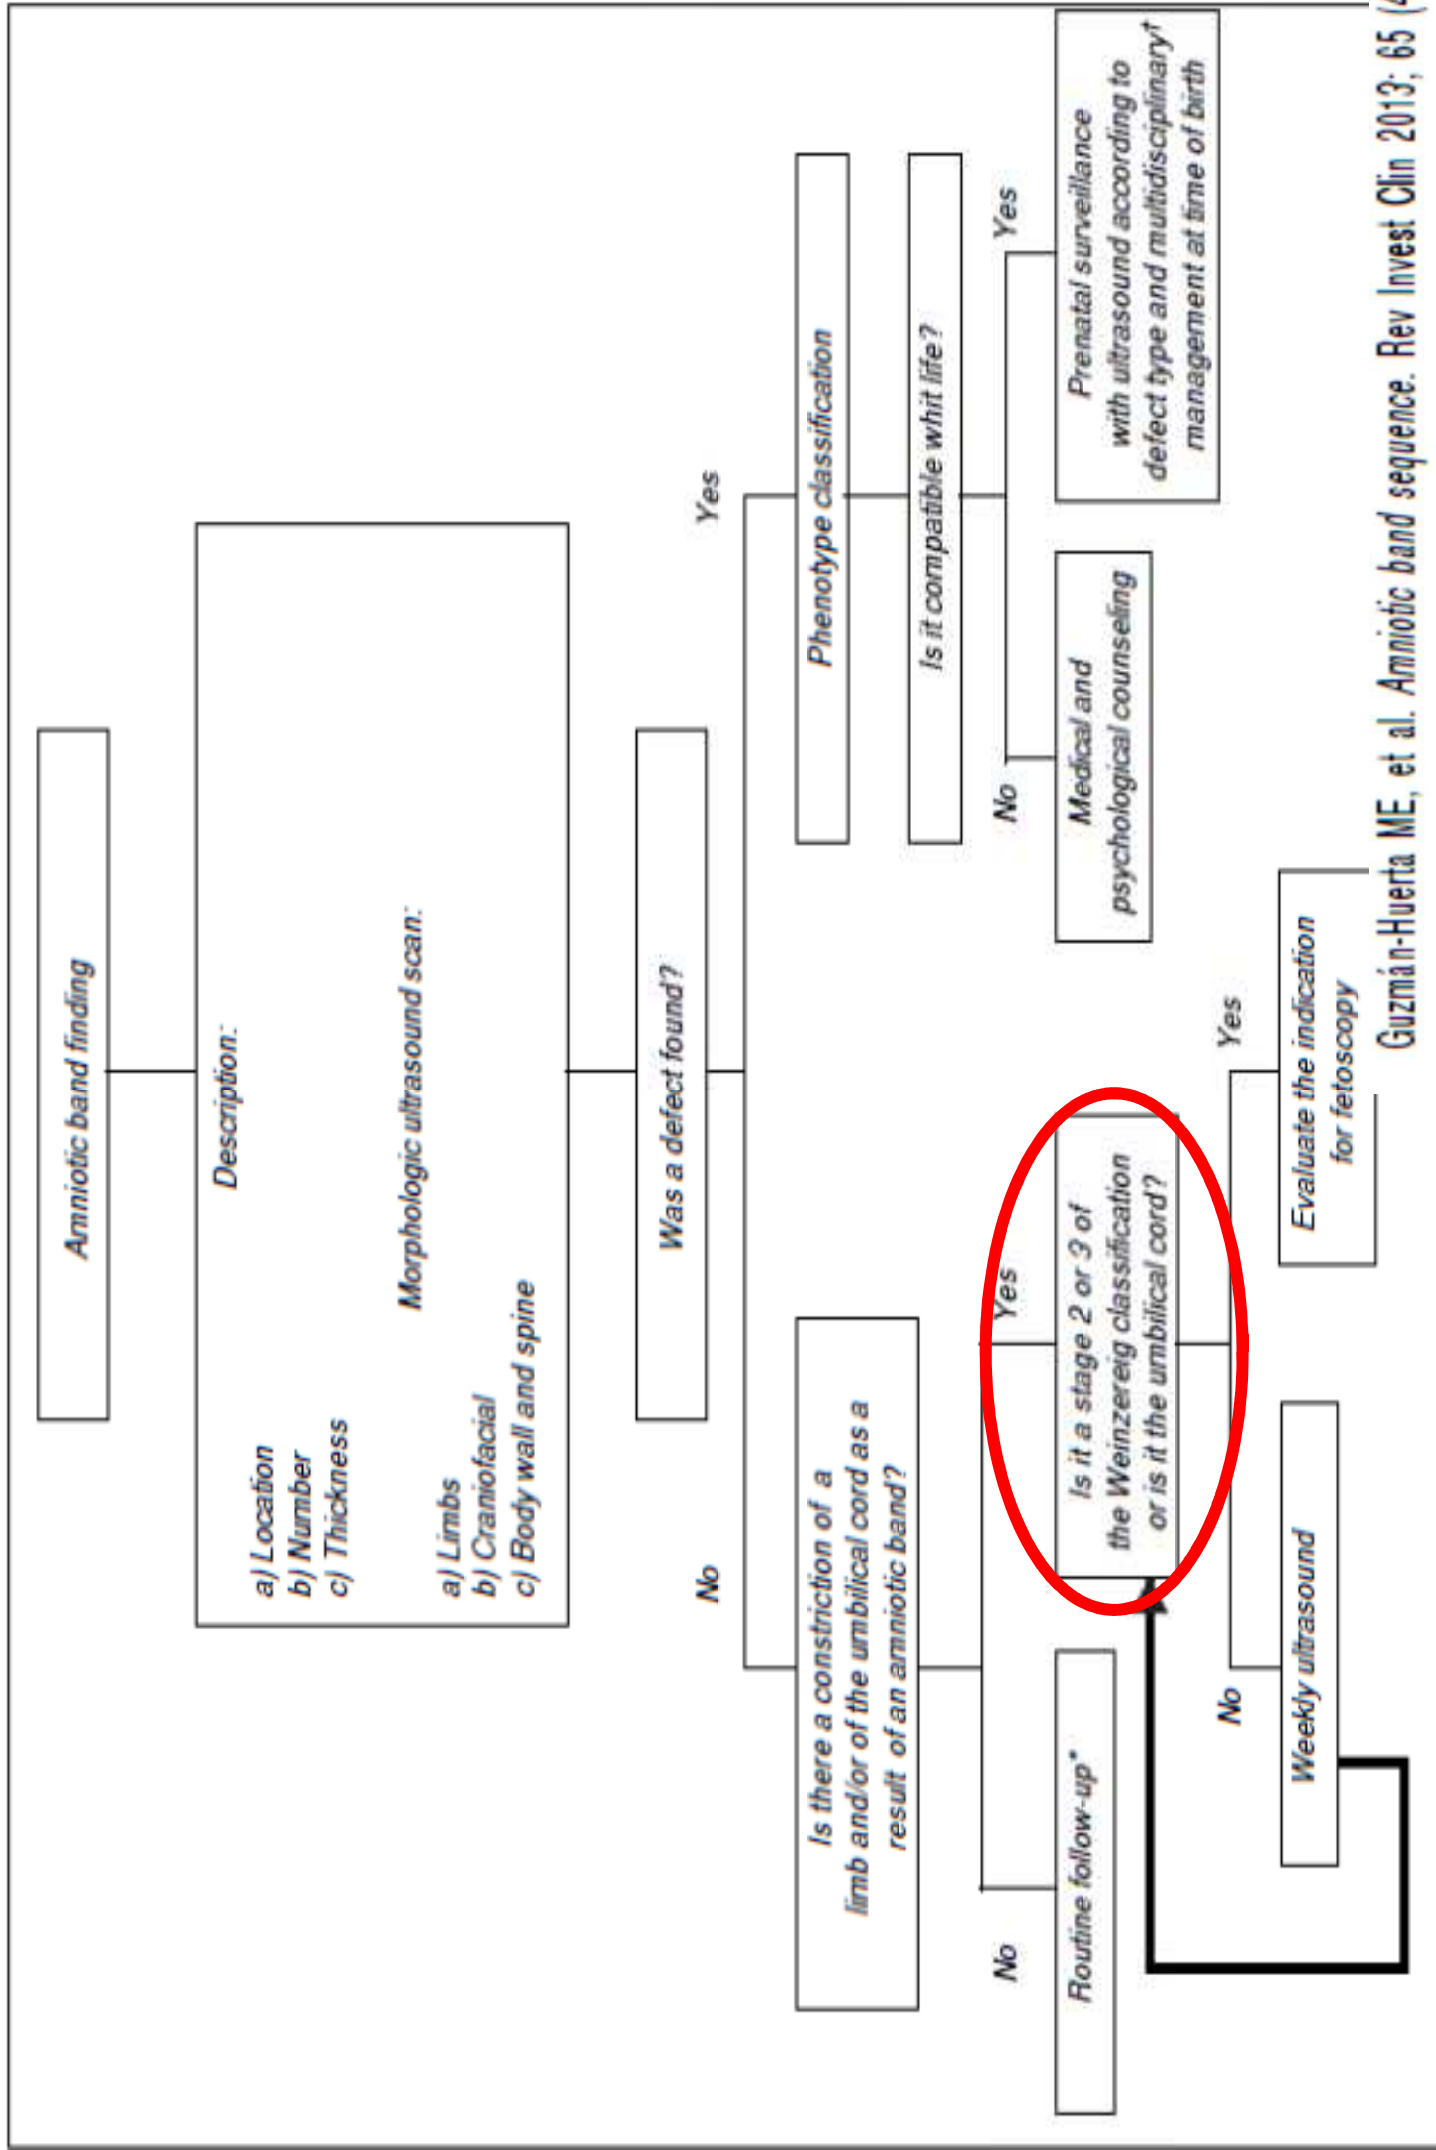 Amniotic band finding
Description:
a) Location
b) Number
c) Thickness
Morphologic ultrasound scan:
a) Limbs
b) Craniofacial
c) Body wall and spine
Was a defect found?
No
Yes
Is there a constriction of a
limb and/or of the umbilical cord as a
result of an amniotic band?
Phenotype classification
Is it compatible whit life?
No
Yes
No
Yes
Routine follow-up*
Is it a stage 2 or 3 of
the Weinzereig classification
or is it the umbilical cord?
Medical and
psychological counseling
Prenatal surveillance
with ultrasound according to
defect type and multidisciplinary†
management at time of birth
No
Yes
Weekly ultrasound
Evaluate the indication
for fetoscopy
Guzmán-Huerta ME, et al. Amniotic band sequence. Rev Invest Clin 2013; 65 (4